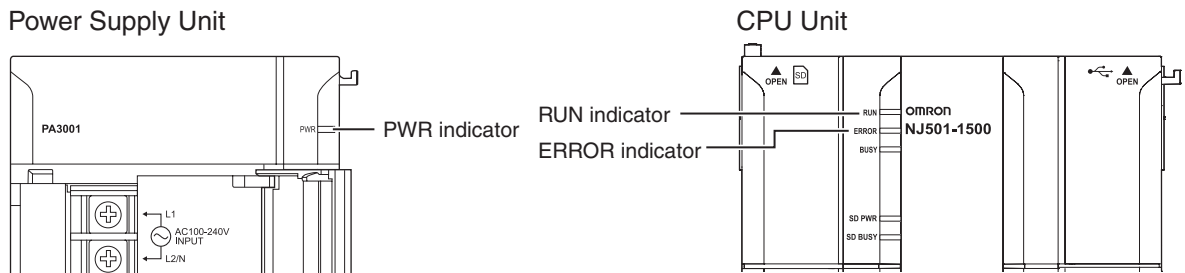 Power Supply Unit
PA3001
PWR
PWR indicator
L1
AC100-240V
INPUT
L2/N
CPU Unit
RUN indicator
ERROR indicator
OPEN
SD
OPEN
RUN
OMRON
ERROR
NJ501-1500
BUSY
SD PWR
SD BUSY